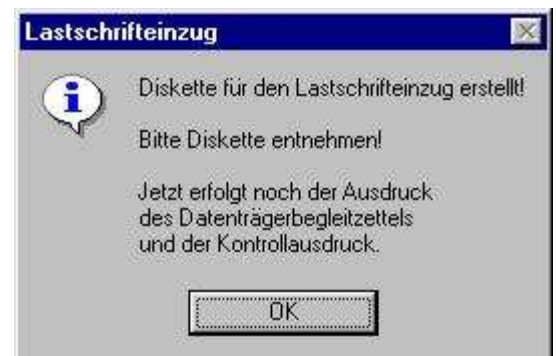 Lastschrifteinzug
Diskette für den Lastschrifteinzug erstellt!
Bitte Diskette entnehmen!
Jetzt erfolgt noch der Ausdruck
des Datenträgerbegleitzettels
und der Kontrollausdruck.
OK